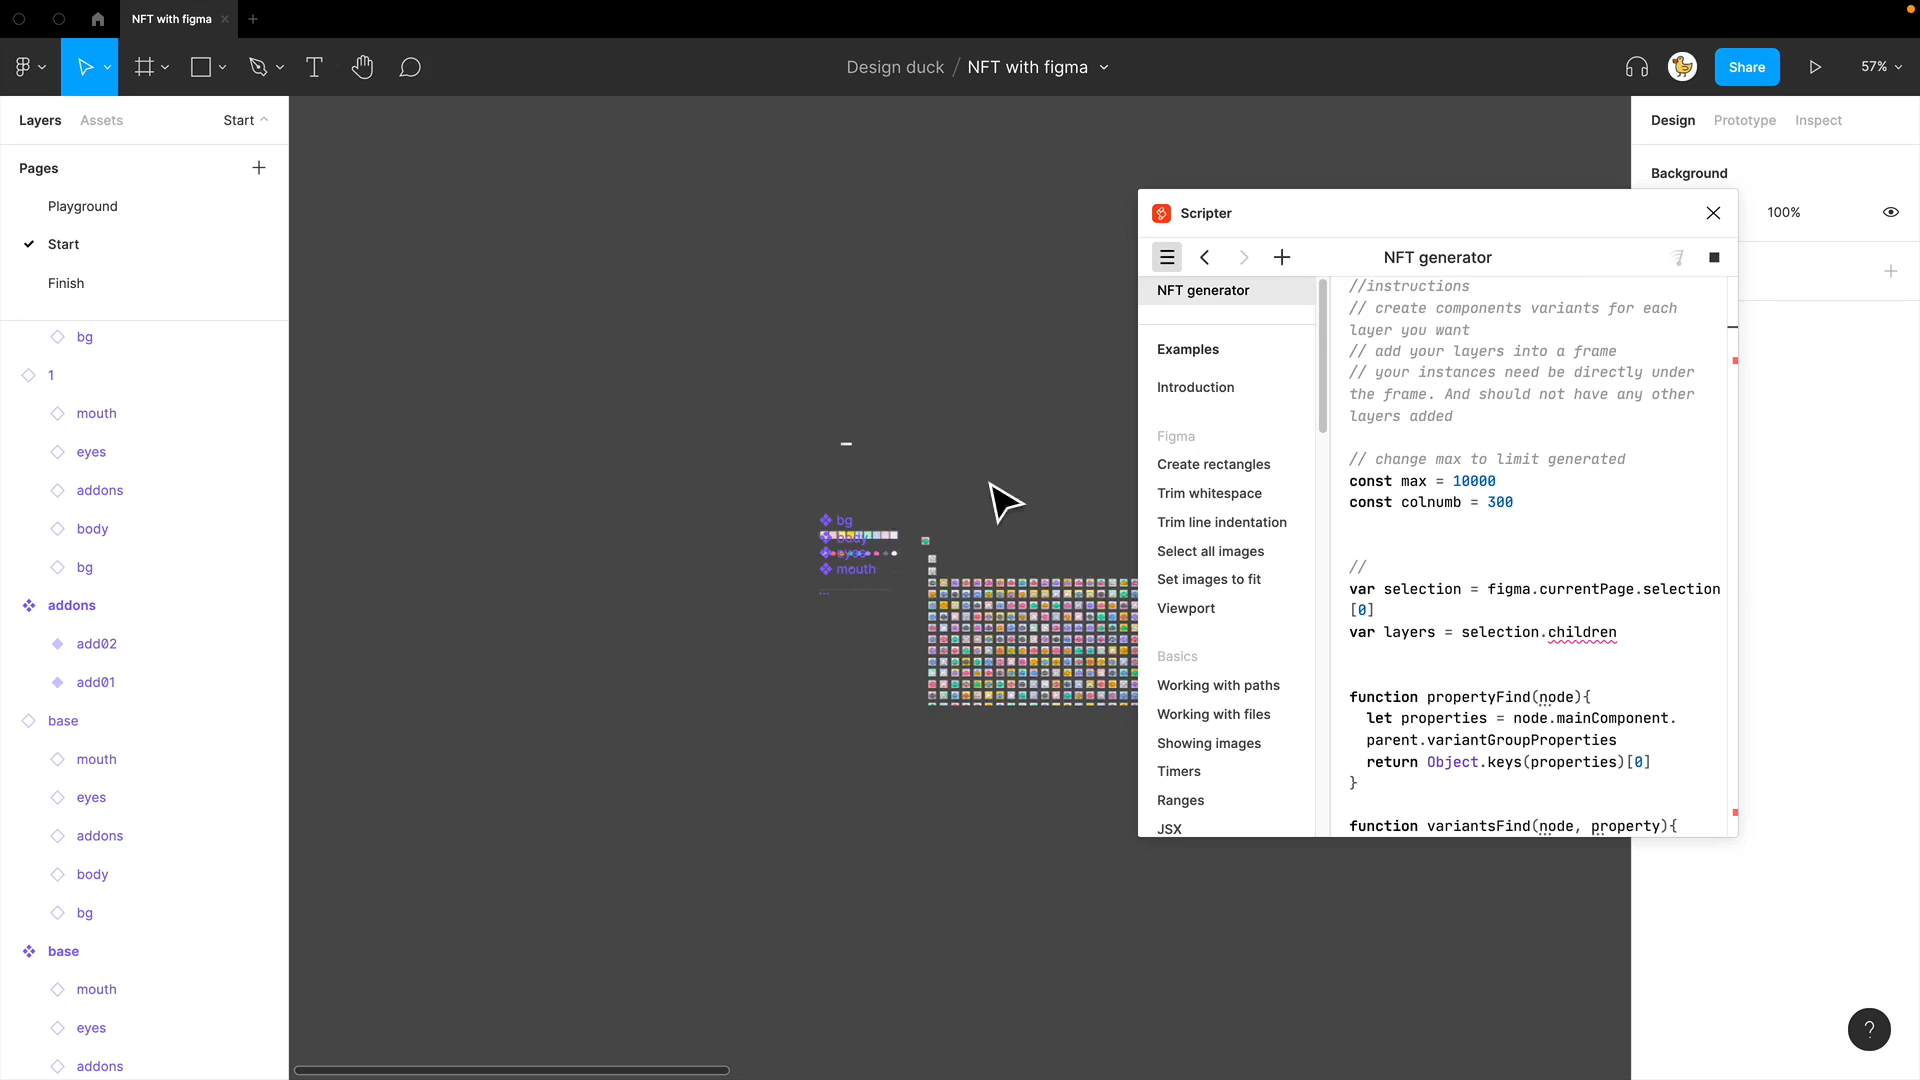 NFT with figma
Design duck / NFT with figma
Share
57%
Layers
Assets
Start
Pages
Playground
Start
Finish
bg
1
mouth
eyes
addons
body
bg
addons
add02
add01
base
mouth
eyes
addons
body
bg
base
mouth
eyes
addons
bg
body
eyes
mouth
...
Scripter
NFT generator
NFT generator
Examples
Introduction
Figma
Create rectangles
Trim whitespace
Trim line indentation
Select all images
Set images to fit
Viewport
Basics
Working with paths
Working with files
Showing images
Timers
Ranges
JSX
//instructions
// create components variants for each
layer you want
// add your layers into a frame
// your instances need be directly under
the frame. And should not have any other
layers added
// change max to limit generated
const max = 10000
const colnumb = 300
//
var selection = figma.currentPage.selection
[0]
var layers = selection.children
function propertyFind(node){
let properties = node.mainComponent.
parent.variantGroupProperties
return Object.keys(properties)[0]
}
function variantsFind(node, property){
Design
Prototype
Inspect
Background
100%
?